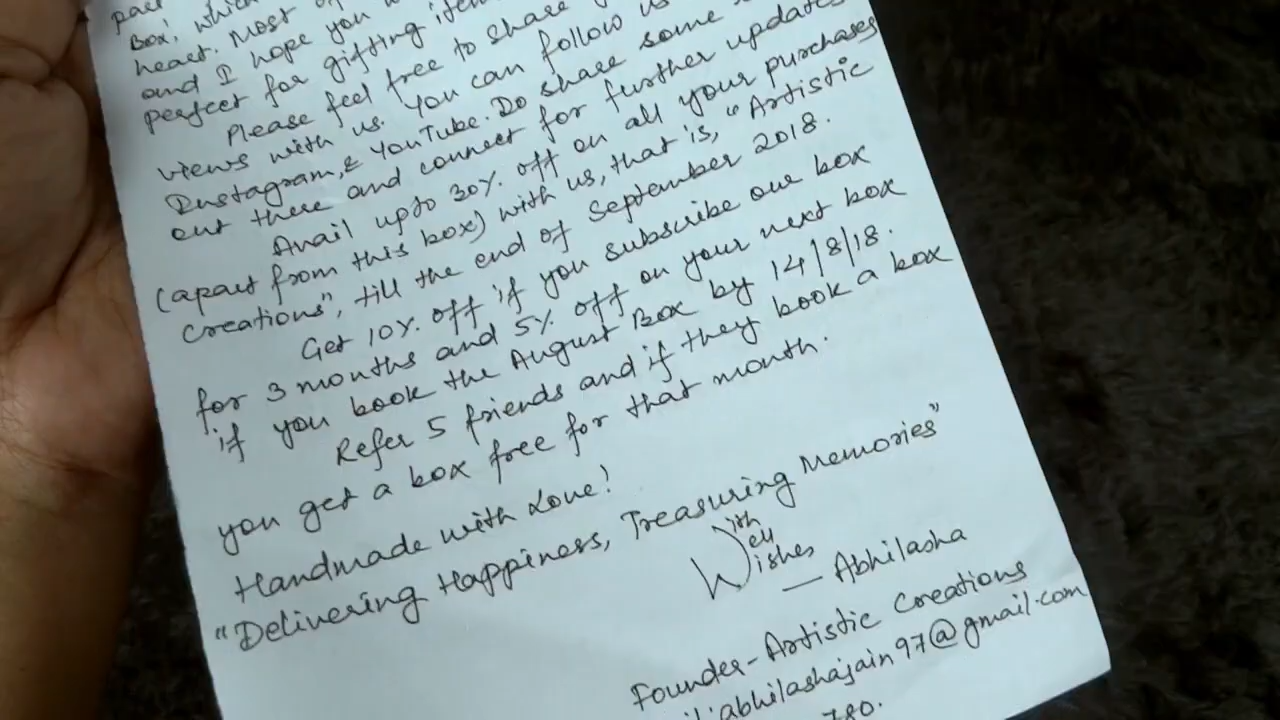 Box', which
heart. Most of
and I hope you
perfect for gifting item
Please feel free to share
views with us. You can follow us
Instagram, & YouTube. Do share some
out there and connect for further updates
Avail upto 30% off on all your purchases
(apart from this box) with us, that is, "Artistic
Creations", till the end of September 2018.
Get 10% off if you subscribe our box
for 3 months and 5% off on your next box
if you book the August Box by 14/8/18.
Refer 5 friends and if they book a box
you get a box free for that month.
Handmade with Love!
"Delivering Happiness, Treasuring Memories"
With
Well
Wishes
— Abhilasha
Founder- Artistic Creations
abhilashajain97@gmail.com
780.